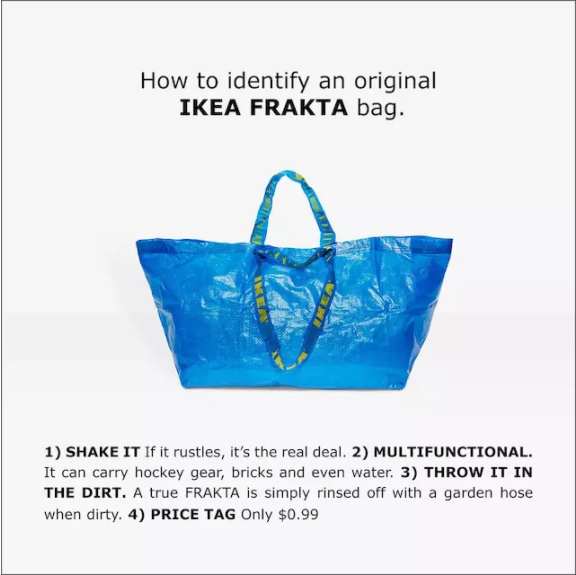 How to identify an original
IKEA FRAKTA bag.
IKEA
IKEA
1) SHAKE IT If it rustles, it’s the real deal. 2) MULTIFUNCTIONAL.
It can carry hockey gear, bricks and even water. 3) THROW IT IN
THE DIRT. A true FRAKTA is simply rinsed off with a garden hose
when dirty. 4) PRICE TAG Only $0.99